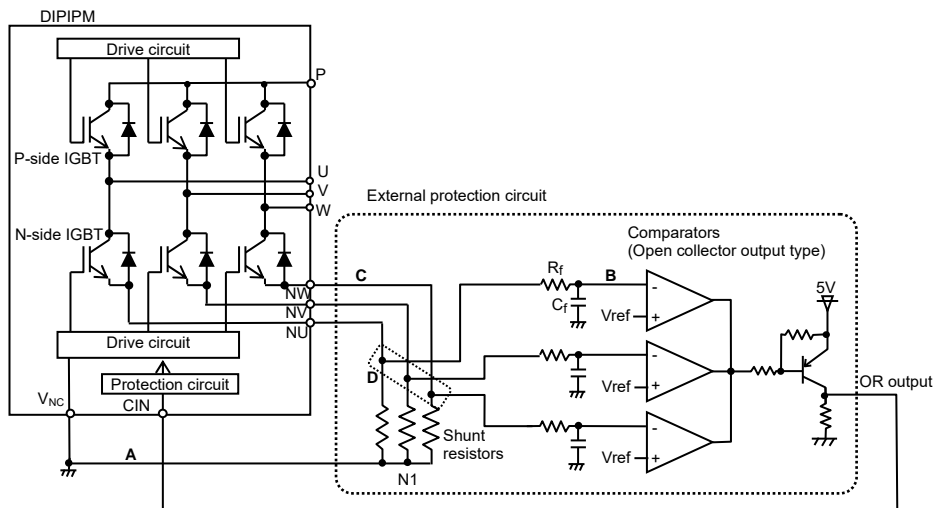 DIPIPM
Drive circuit
P
P-side IGBT
U
V
W
N-side IGBT
External protection circuit
Comparators
(Open collector output type)
C
Rf
B
Cf
Vref
-
+
5V
NW
NV
NU
Drive circuit
Protection circuit
D
-
Vref
+
OR output
VNC
CIN
Shunt
resistors
-
Vref
+
A
N1